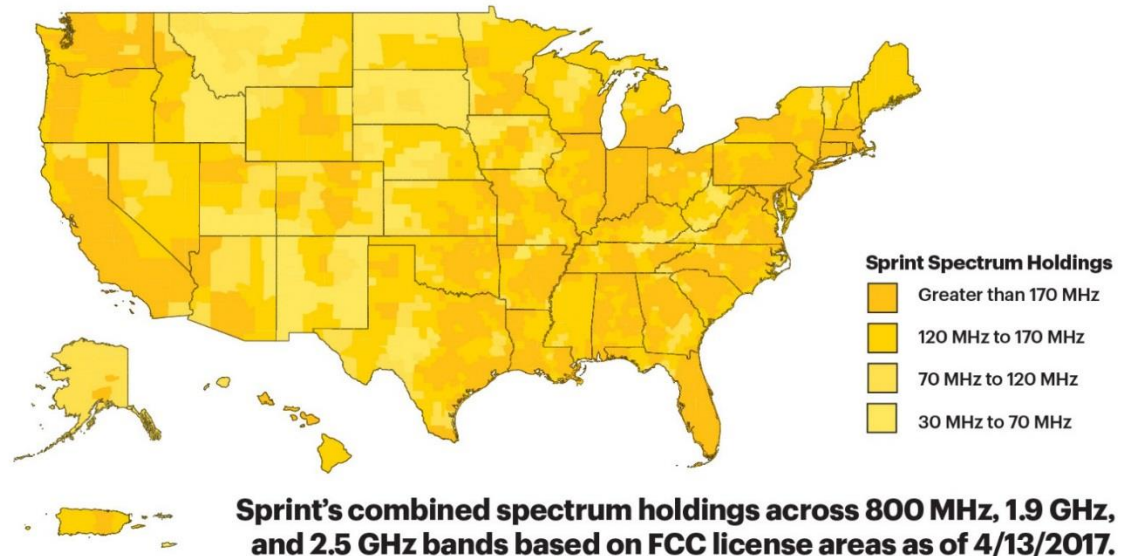 Sprint Spectrum Holdings
Greater than 170 MHz
120 MHz to 170 MHz
70 MHz to 120 MHz
30 MHz to 70 MHz
Sprint’s combined spectrum holdings across 800 MHz, 1.9 GHz,
and 2.5 GHz bands based on FCC license areas as of 4/13/2017.